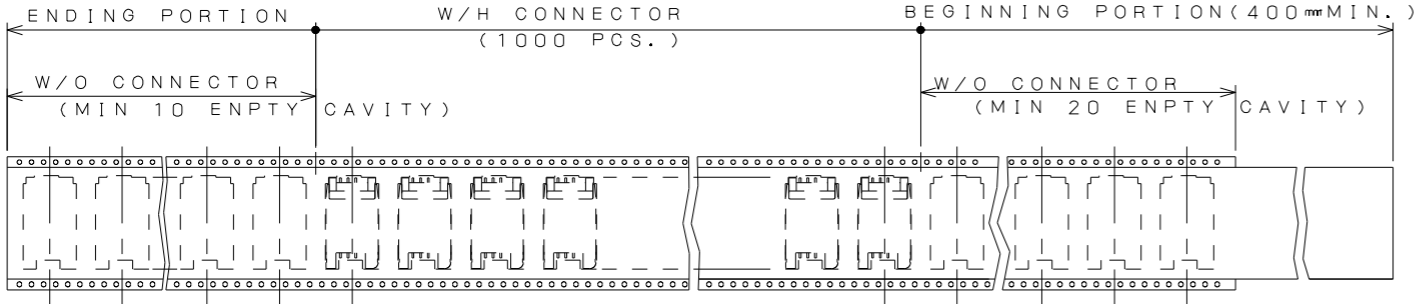 ENDING PORTION
W/H CONNECTOR
(1000 PCS.)
BEGINNING PORTION(400㎜MIN.)
W/O CONNECTOR
(MIN 10 ENPTY CAVITY)
W/O CONNECTOR
(MIN 20 ENPTY CAVITY)